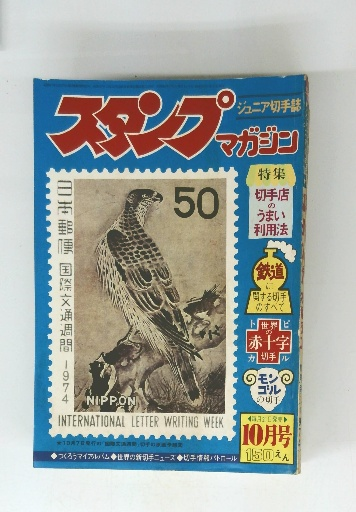 ジュニア切手誌
スタンプ
マガジン
特集
切手店
の
うまい
利用法
鉄道
に
関する切手
のすべて
世界
の
赤十字
切手
トピカル
モン
ゴル
の切手
10月号
150えん
日本郵便 国際文通週間 1974
50
NIPPON
INTERNATIONAL LETTER WRITING WEEK
◆つくろうマイアルバム◆世界の新切手ニュース◆切手情報パトロール